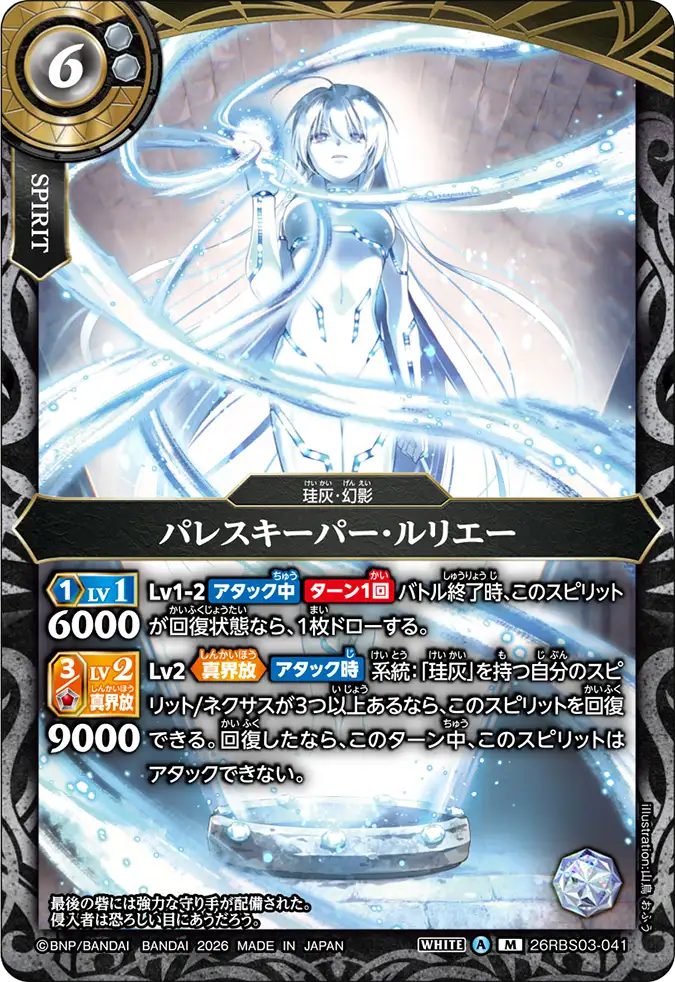 6
SPIRIT
珪灰・幻影
パレスキーパー・ルリエー
1 LV1 6000
Lv1-2 アタック中 ターン1回 バトル終了時、このスピリット
が回復状態なら、1枚ドローする。
3 LV2 真界放 9000
Lv2 真界放 アタック時 系統:「珪灰」を持つ自分のスピ
リット/ネクサスが3つ以上あるなら、このスピリットを回復
できる。回復したなら、このターン中、このスピリットは
アタックできない。
illustration:山鳥 おふう
最後の砦には強力な守り手が配備された。
侵入者は恐ろしい目にあうだろう。
©BNP/BANDAI BANDAI 2026 MADE IN JAPAN WHITE A M 26RBS03-041